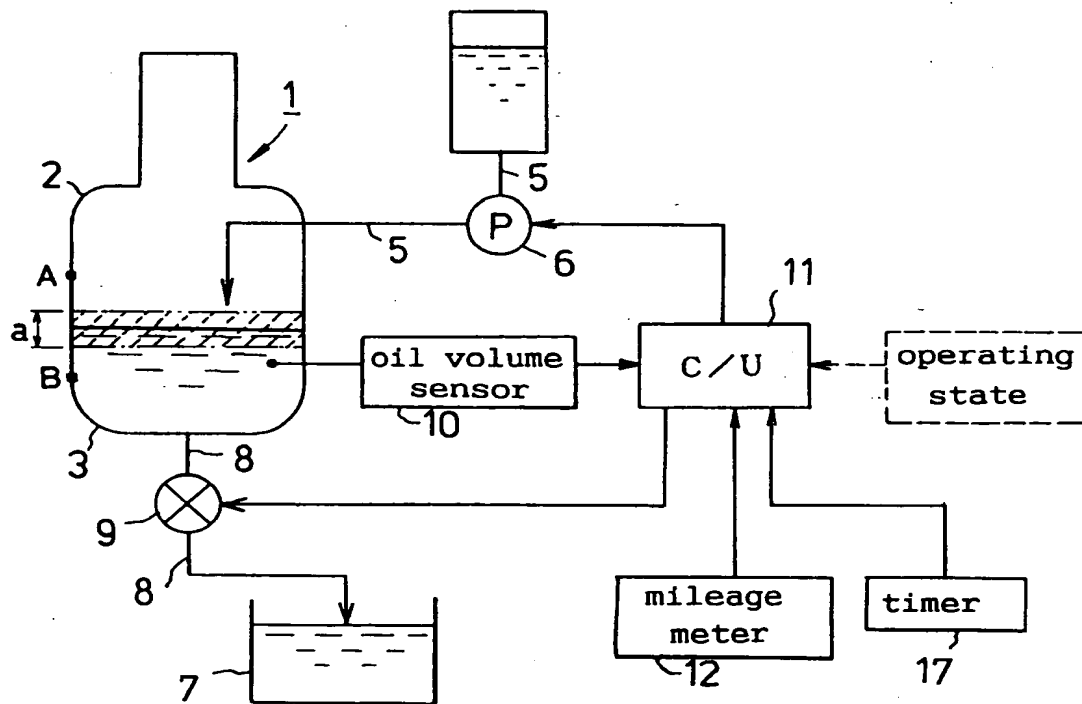 1
2
5
P
6
5
A
11
a
oil volume
sensor
C/U
operating
state
B
10
3
8
9
8
mileage
meter
timer
12
17
7